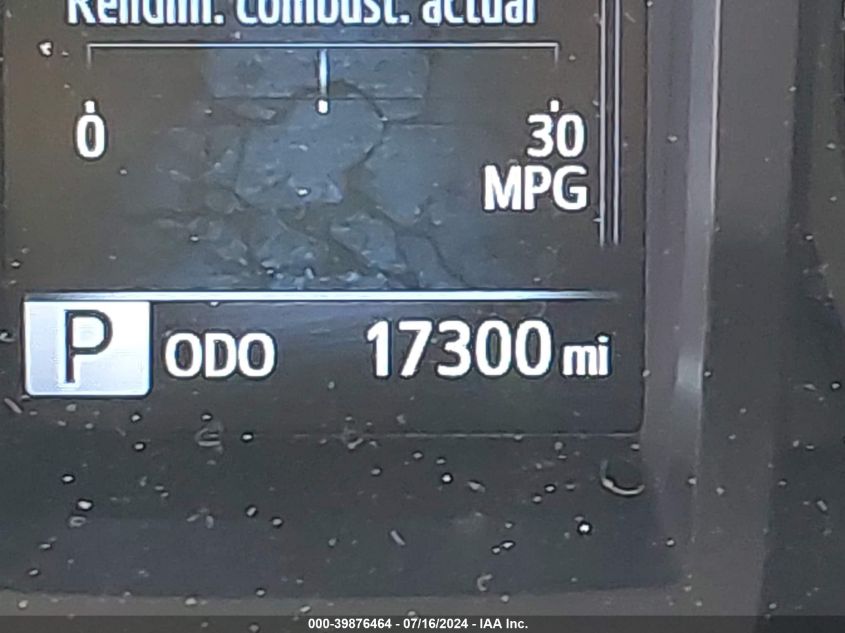 Rendim. combust. actual
0
30
MPG
P ODO 17300 mi
000-39876464 - 07/16/2024 - IAA Inc.